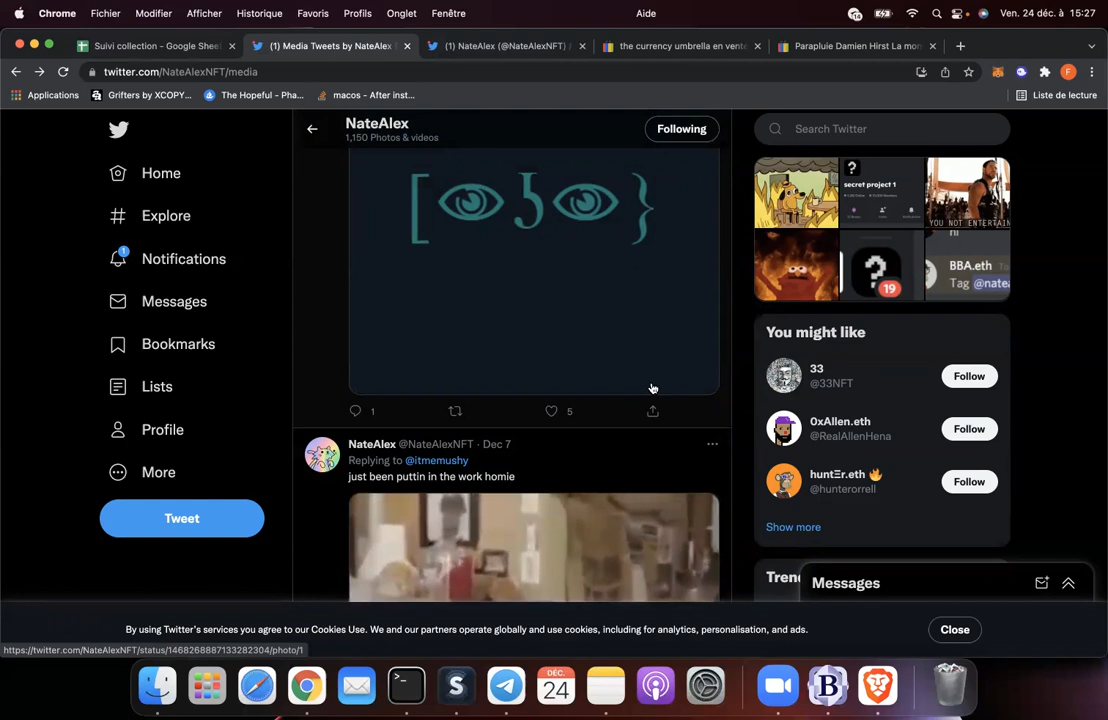 Chrome Fichier Modifier Afficher Historique Favoris Profils Onglet Fenêtre Aide 14 Ven. 24 déc. à 15:27
Suivi collection - Google Shee (1) Media Tweets by NateAlex (1) NateAlex (@NateAlexNFT) / the currency umbrella en vente Parapluie Damien Hirst La mon
twitter.com/NateAlexNFT/media
F
Applications Grifters by XCOPY... The Hopeful - Pha... macos - After inst... Liste de lecture
NateAlex
1,150 Photos & videos
Following
Search Twitter
Home
Explore
1
Notifications
Messages
Bookmarks
Lists
Profile
More
Tweet
1 5
NateAlex @NateAlexNFT · Dec 7
Replying to @itmemushy
just been puttin in the work homie
?
secret project 1
YOU NOT ENTERTAIN
?
19
hi
BBA.eth
Tag @natea
You might like
33
@33NFT
Follow
0xAllen.eth
@RealAllenHena
Follow
huntΞr.eth 🔥
@hunterorrell
Follow
Show more
Trend
Messages
By using Twitter's services you agree to our Cookies Use. We and our partners operate globally and use cookies, including for analytics, personalisation, and ads.
Close
https://twitter.com/NateAlexNFT/status/1468268887133282304/photo/1
>_
S
DÉC.
24
B